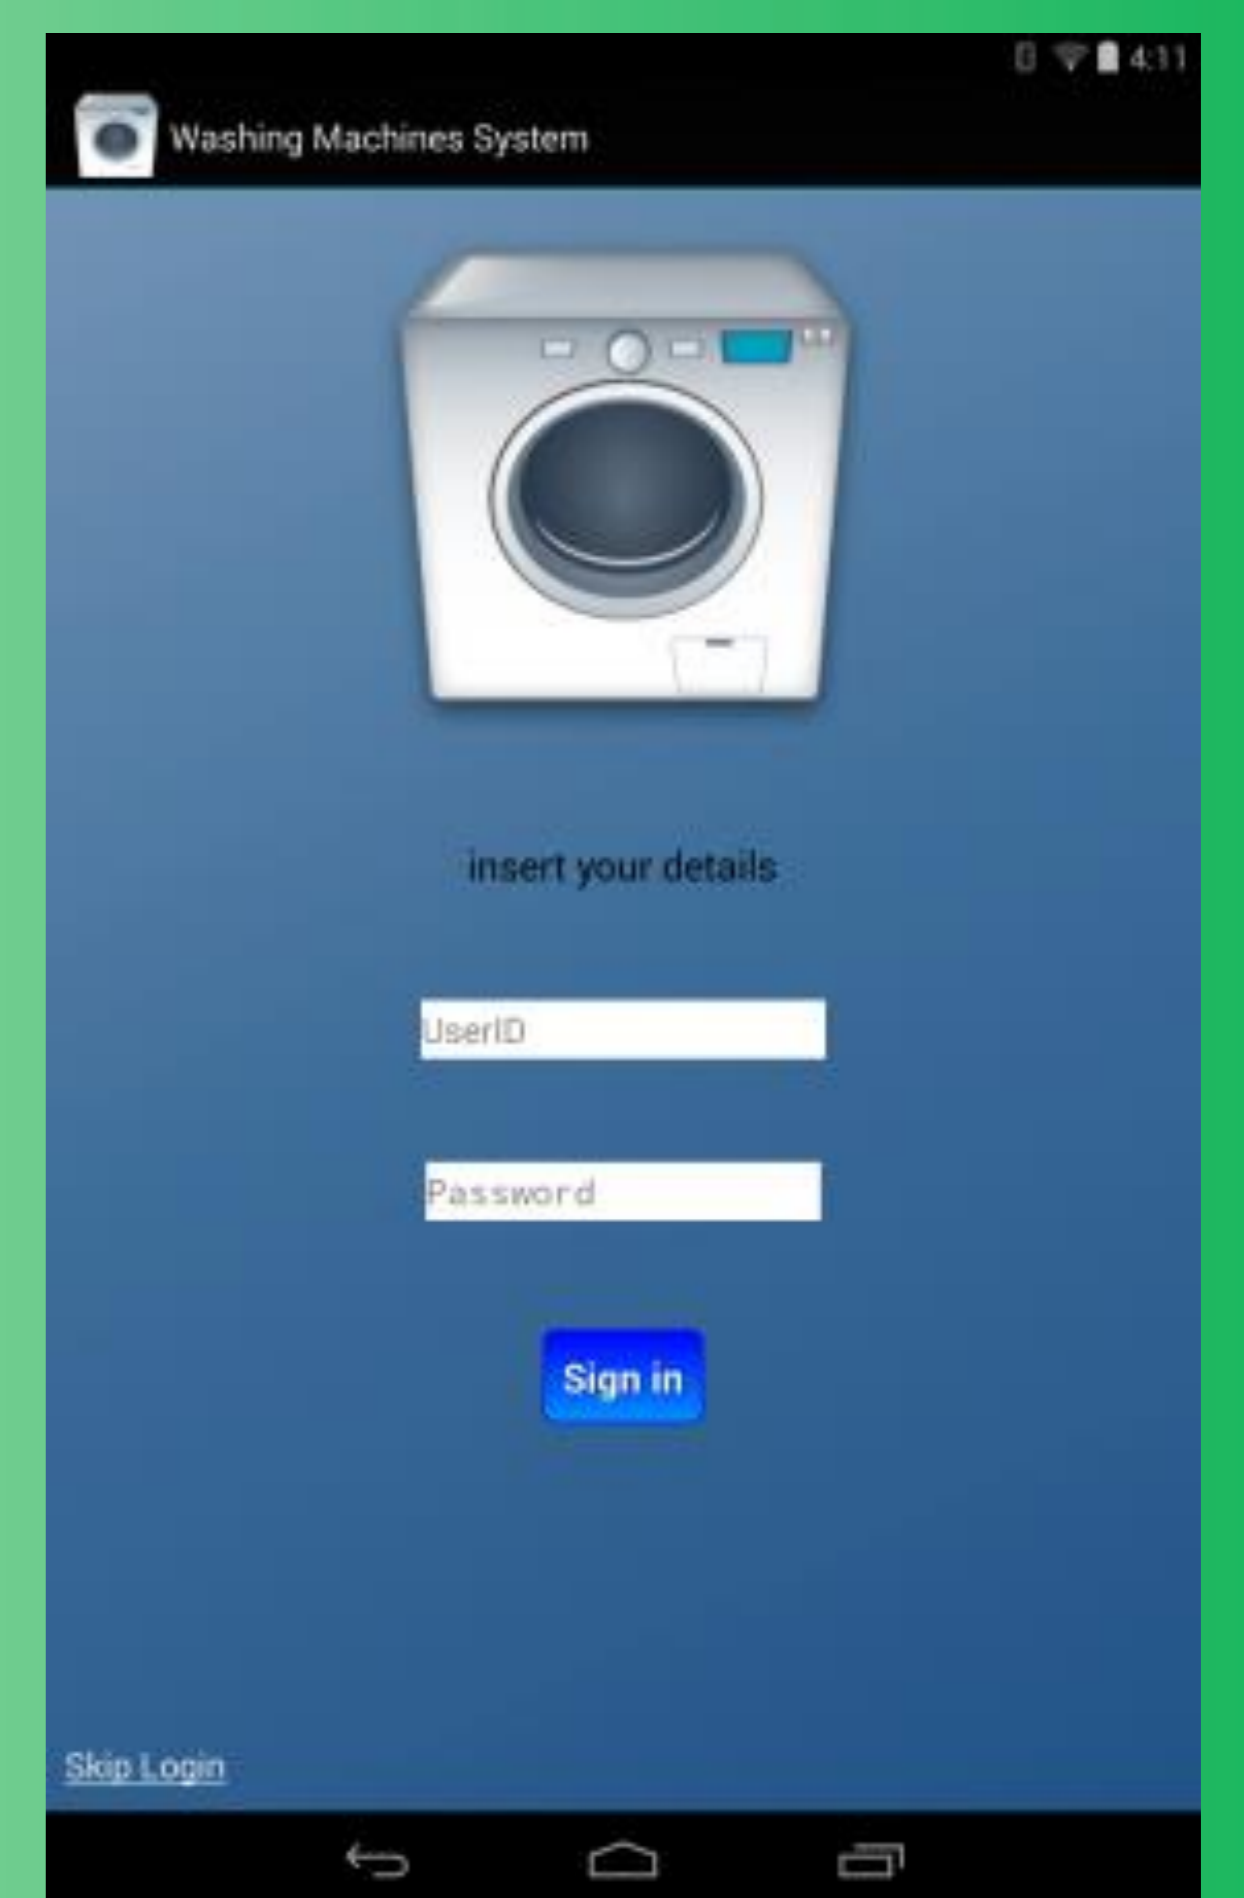 4:11
Washing Machines System
insert your details
UserID
Password
Sign in
Skip Login